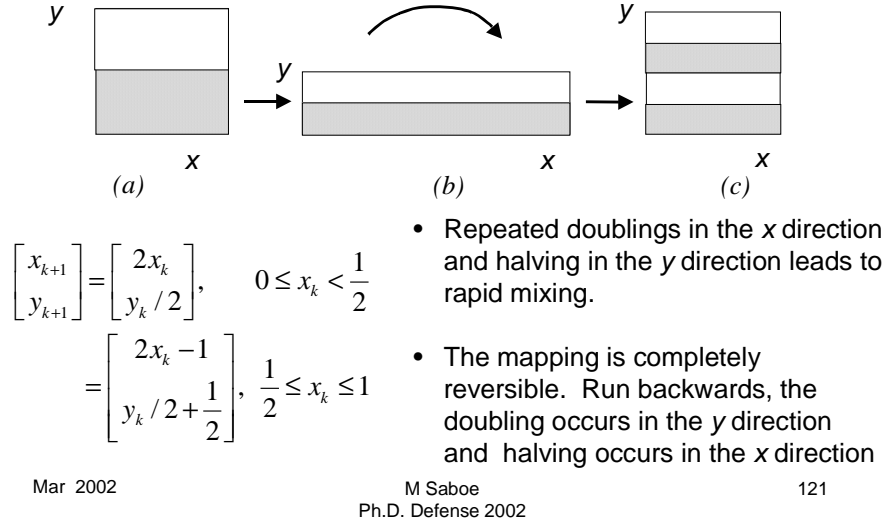 y
y
y
x
x
x
(a)
(b)
(c)
[x_{k+1} y_{k+1}] = [2x_k y_k / 2], 0 ≤ x_k < 1/2
= [2x_k − 1 y_k / 2 + 1/2], 1/2 ≤ x_k ≤ 1
• Repeated doublings in the x direction
and halving in the y direction leads to
rapid mixing.
• The mapping is completely
reversible. Run backwards, the
doubling occurs in the y direction
and halving occurs in the x direction
Mar 2002
M Saboe
Ph.D. Defense 2002
121